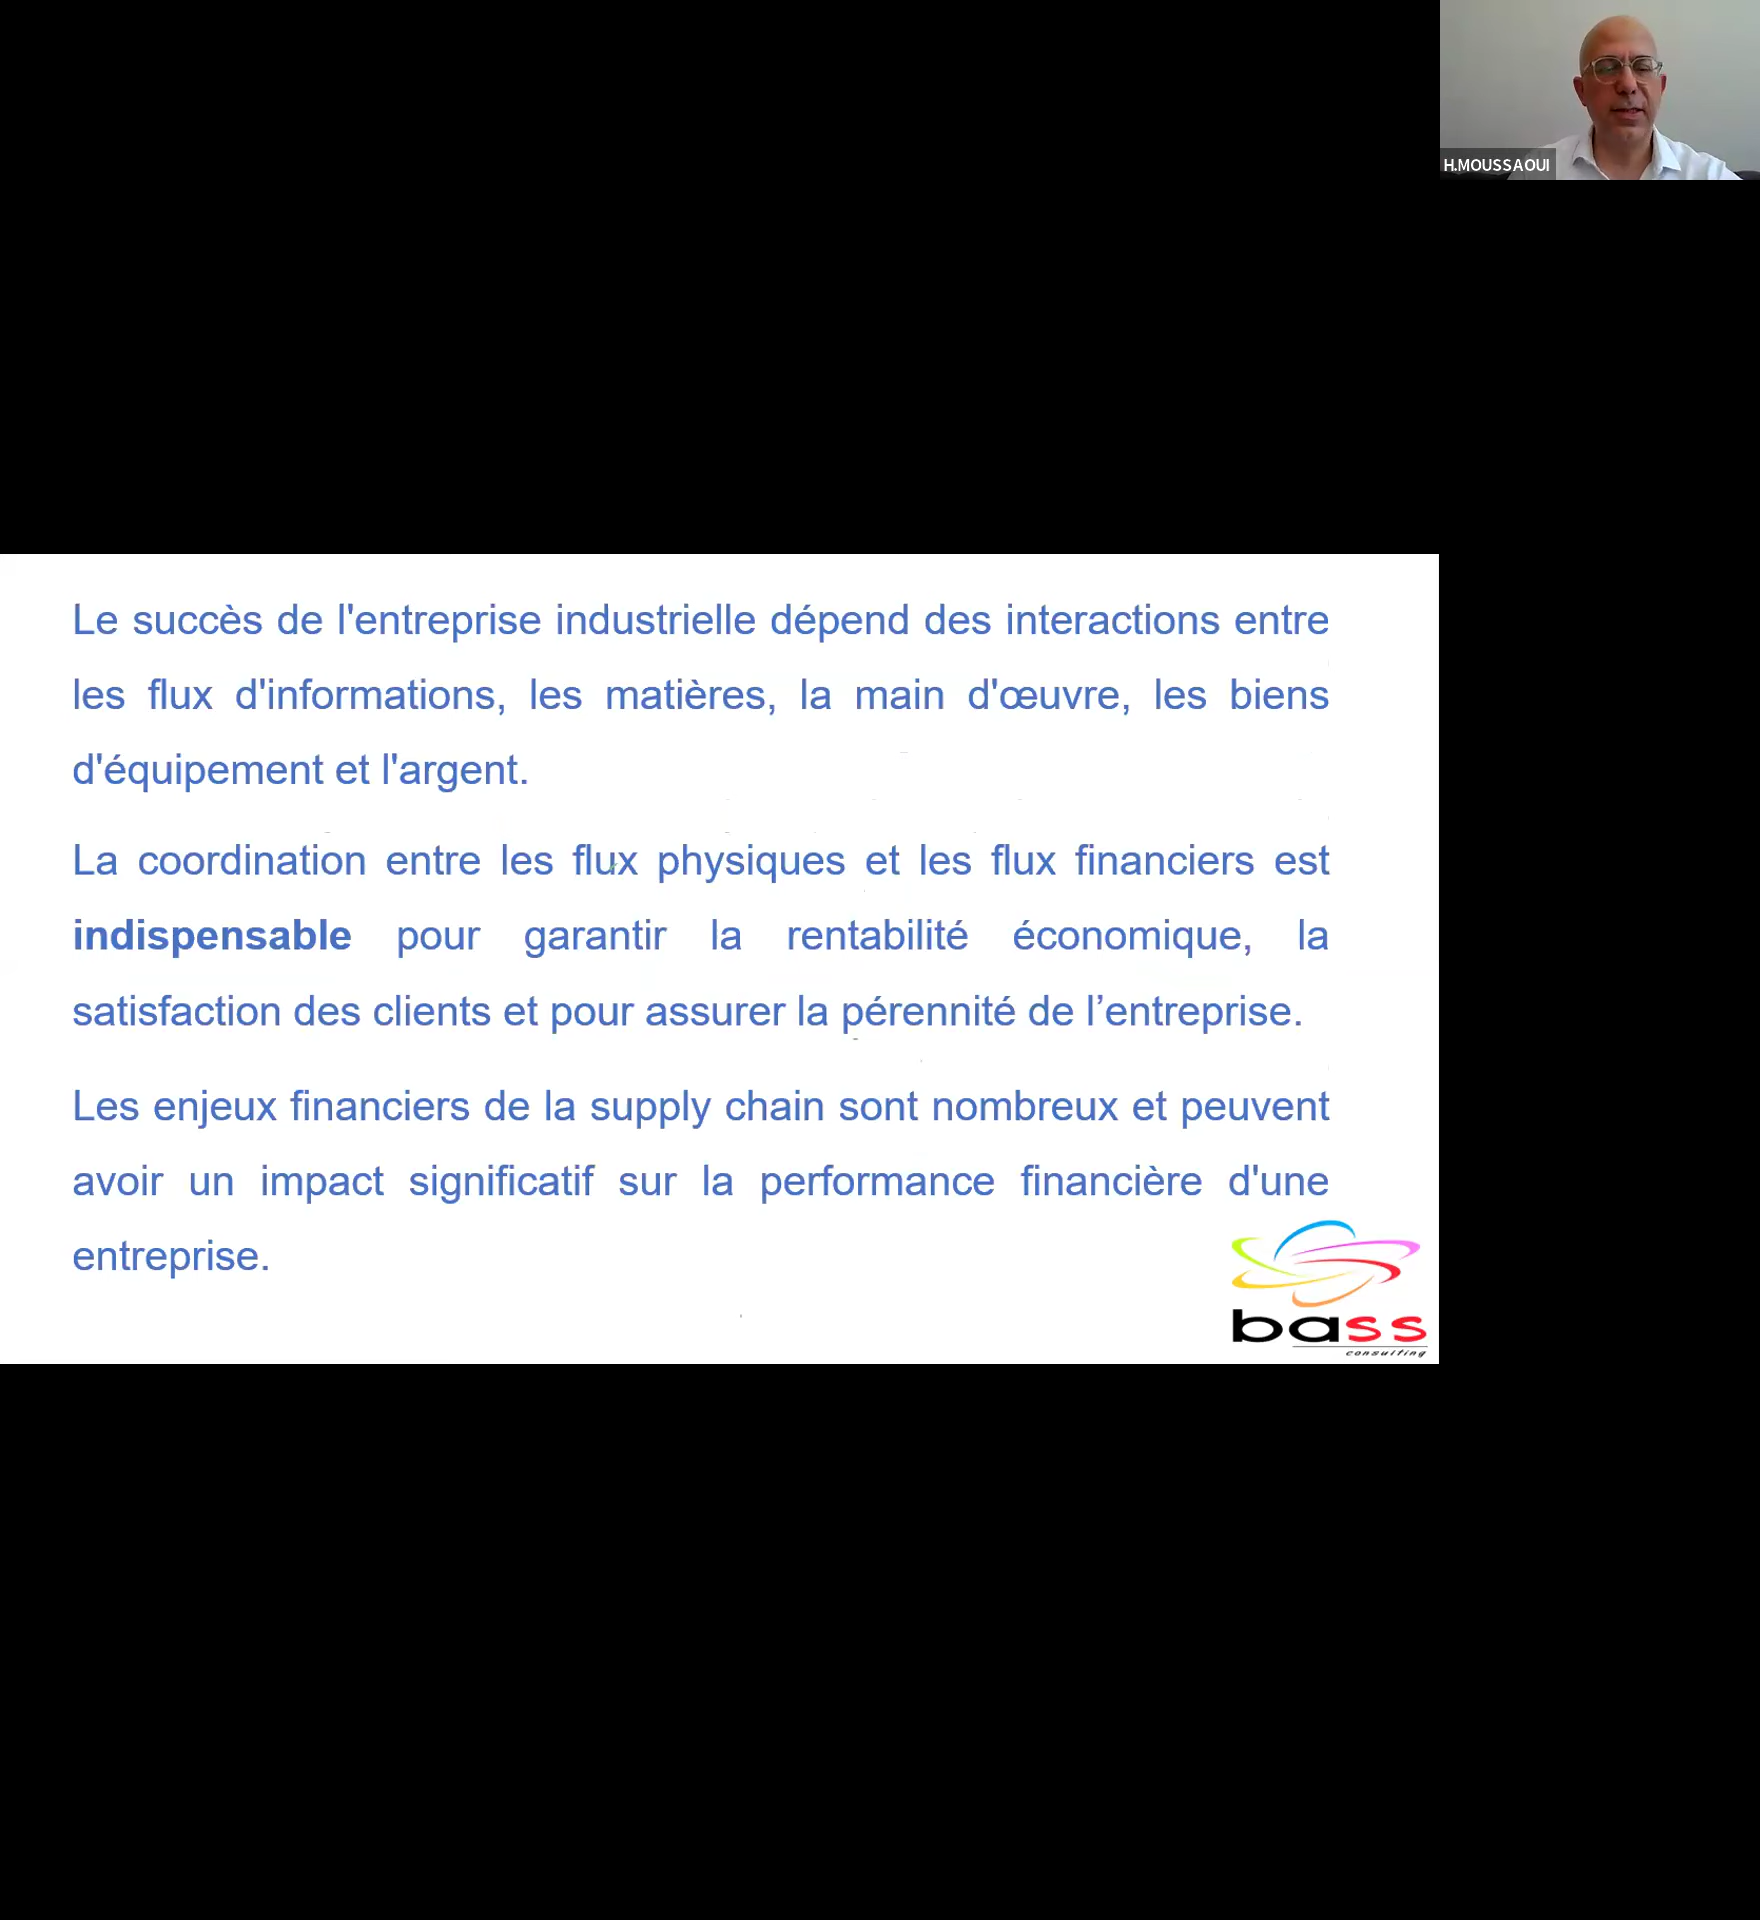 H.MOUSSAOUI
Le succès de l'entreprise industrielle dépend des interactions entre
les flux d'informations, les matières, la main d'œuvre, les biens
d'équipement et l'argent.
La coordination entre les flux physiques et les flux financiers est
indispensable pour garantir la rentabilité économique, la
satisfaction des clients et pour assurer la pérennité de l’entreprise.
Les enjeux financiers de la supply chain sont nombreux et peuvent
avoir un impact significatif sur la performance financière d'une
entreprise.
bass
consulting